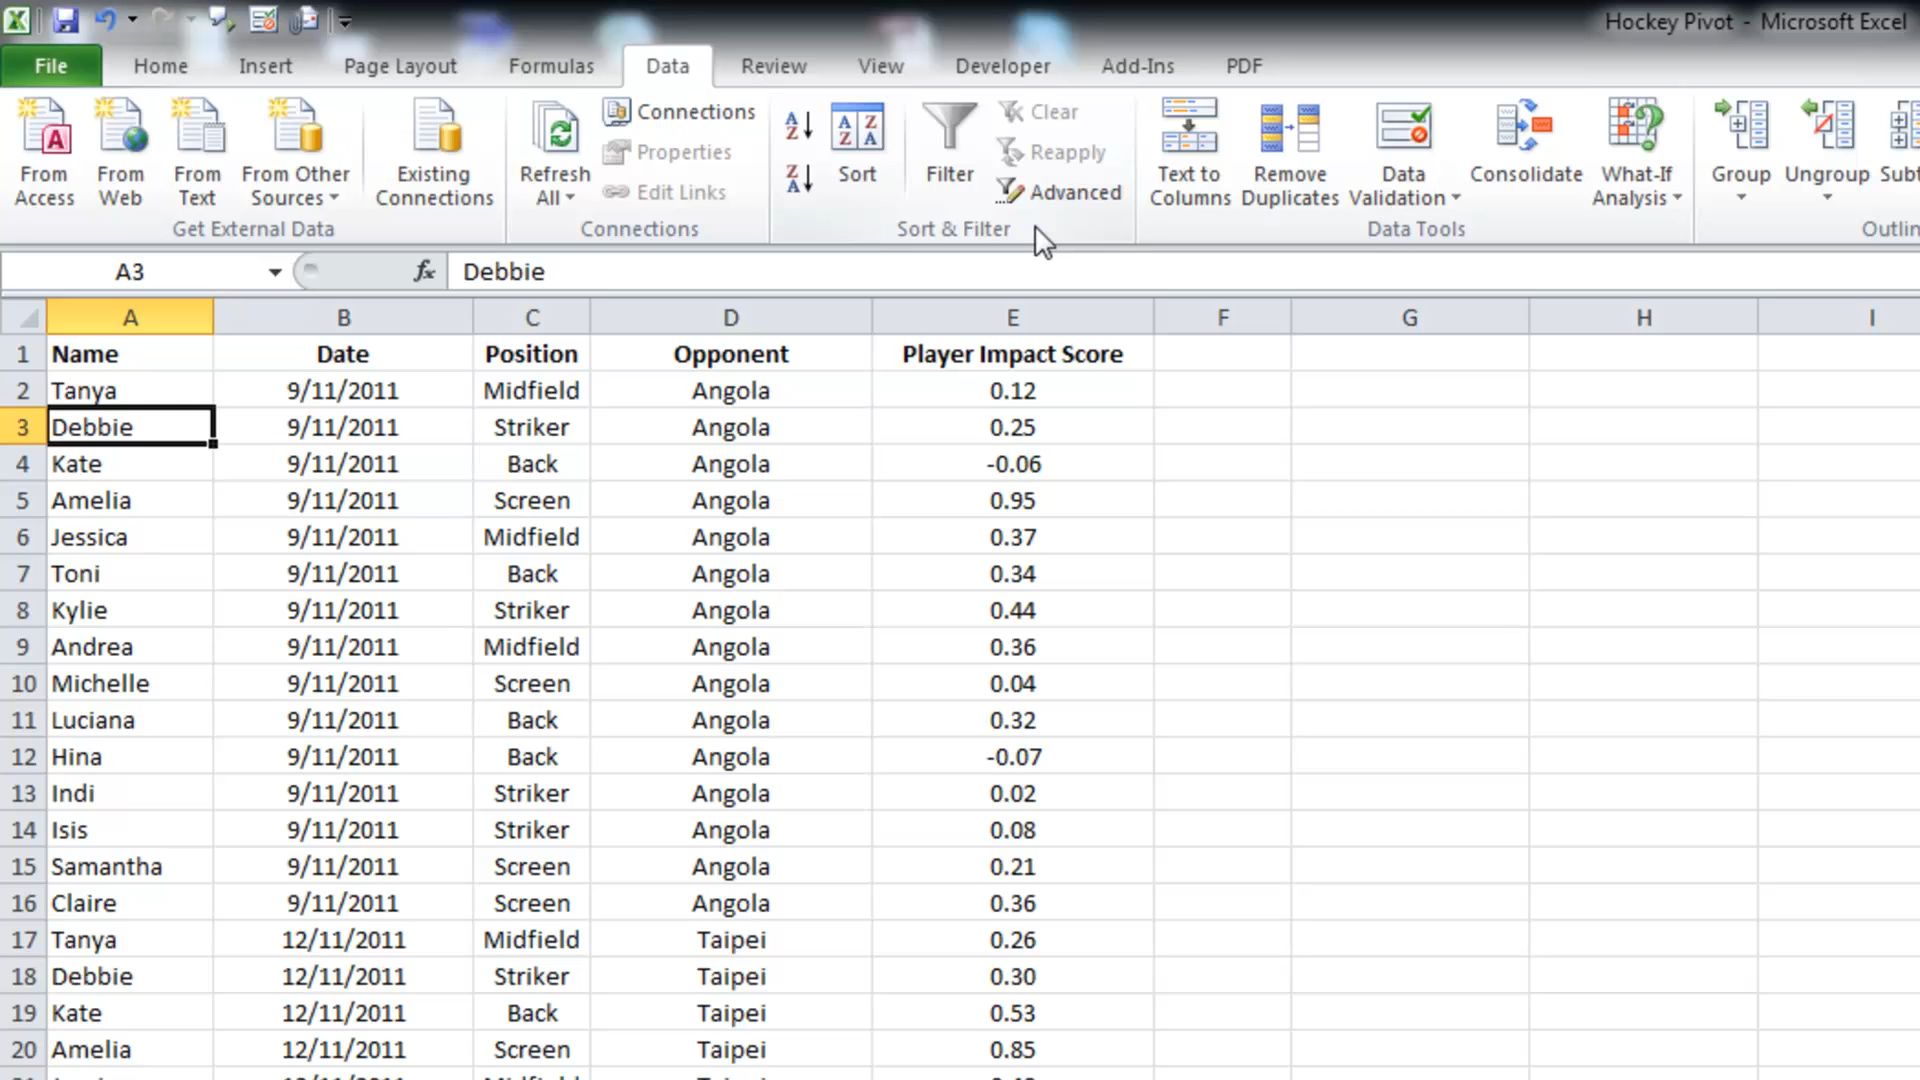 Hockey Pivot - Microsoft Excel
File Home Insert Page Layout Formulas Data Review View Developer Add-Ins PDF
From Access
From Web
From Text
From Other Sources
Existing Connections
Get External Data
Refresh All
Connections
Properties
Edit Links
Connections
Sort
Filter
Clear
Reapply
Advanced
Sort & Filter
Text to Columns
Remove Duplicates
Data Validation
Consolidate
What-If Analysis
Data Tools
Group
Ungroup
Subt
Outlin
A3 fx Debbie
A B C D E F G H I
1 Name Date Position Opponent Player Impact Score
2 Tanya 9/11/2011 Midfield Angola 0.12
3 Debbie 9/11/2011 Striker Angola 0.25
4 Kate 9/11/2011 Back Angola -0.06
5 Amelia 9/11/2011 Screen Angola 0.95
6 Jessica 9/11/2011 Midfield Angola 0.37
7 Toni 9/11/2011 Back Angola 0.34
8 Kylie 9/11/2011 Striker Angola 0.44
9 Andrea 9/11/2011 Midfield Angola 0.36
10 Michelle 9/11/2011 Screen Angola 0.04
11 Luciana 9/11/2011 Back Angola 0.32
12 Hina 9/11/2011 Back Angola -0.07
13 Indi 9/11/2011 Striker Angola 0.02
14 Isis 9/11/2011 Striker Angola 0.08
15 Samantha 9/11/2011 Screen Angola 0.21
16 Claire 9/11/2011 Screen Angola 0.36
17 Tanya 12/11/2011 Midfield Taipei 0.26
18 Debbie 12/11/2011 Striker Taipei 0.30
19 Kate 12/11/2011 Back Taipei 0.53
20 Amelia 12/11/2011 Screen Taipei 0.85